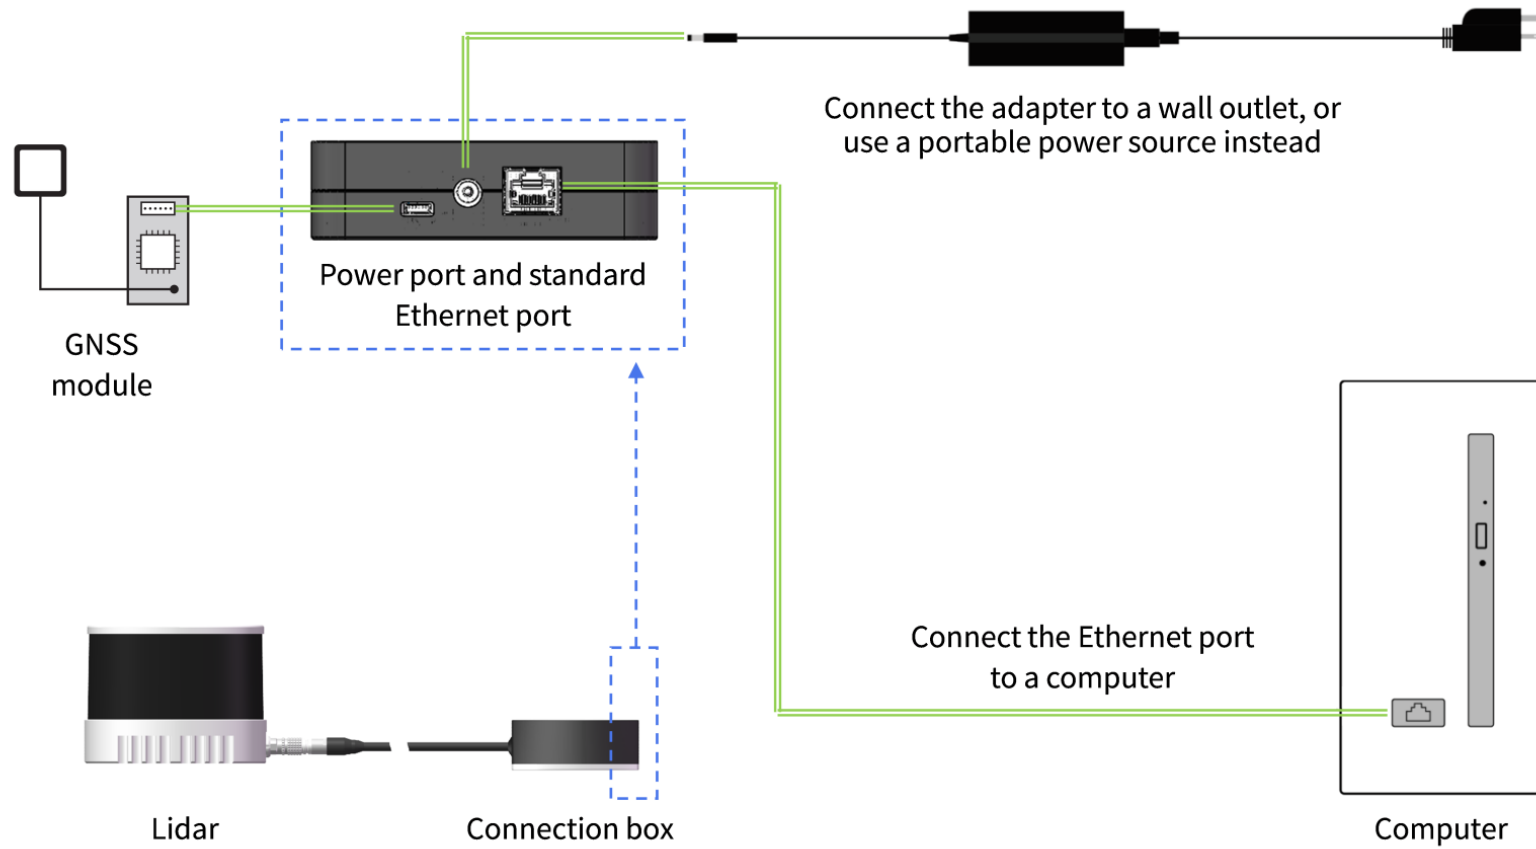 Connect the adapter to a wall outlet, or
use a portable power source instead
Power port and standard
Ethernet port
GNSS
module
Connect the Ethernet port
to a computer
Lidar
Connection box
Computer